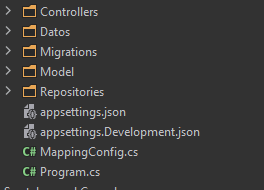 Controllers
Datos
Migrations
Model
Repositories
appsettings.json
appsettings.Development.json
C# MappingConfig.cs
C# Program.cs